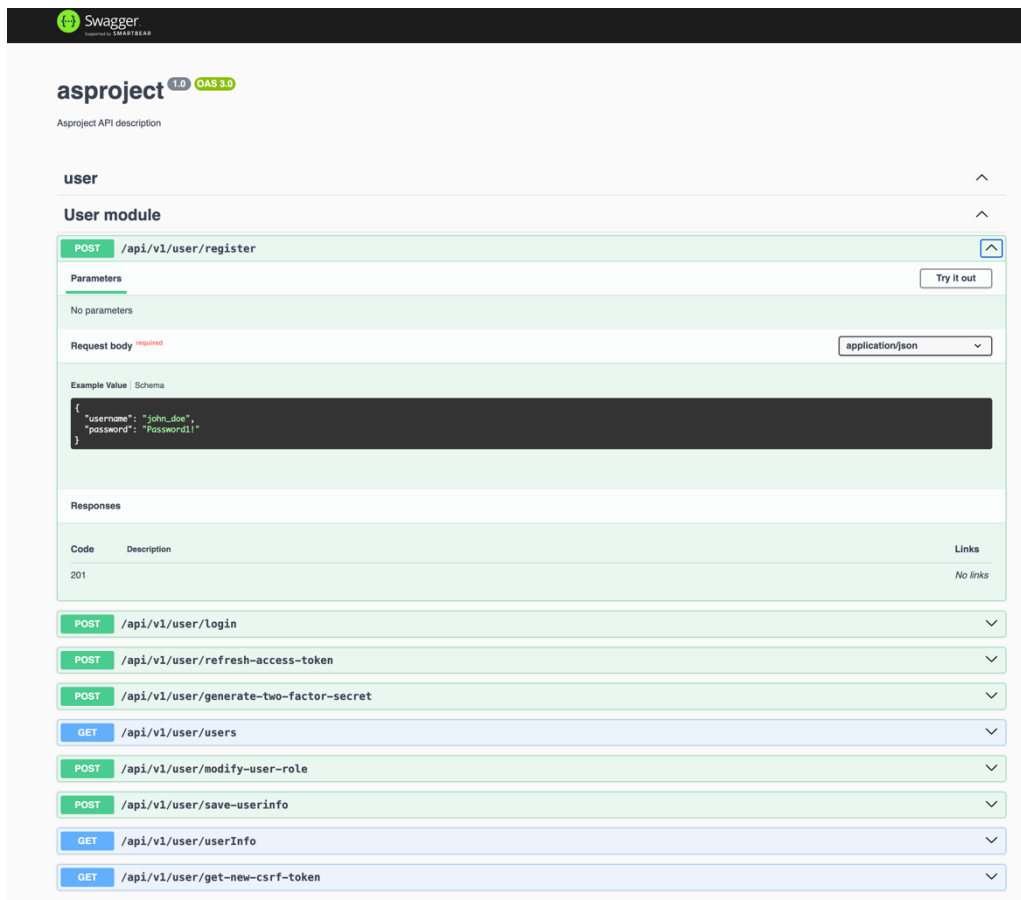 Swagger.
Supported by SMARTBEAR
asproject 1.0 OAS 3.0
Asproject API description
user
User module
POST /api/v1/user/register
Parameters Try it out
No parameters
Request body required application/json
Example Value | Schema
{
"username": "john_doe",
"password": "Password1!"
}
Responses
Code Description Links
201 No links
POST /api/v1/user/login
POST /api/v1/user/refresh-access-token
POST /api/v1/user/generate-two-factor-secret
GET /api/v1/user/users
POST /api/v1/user/modify-user-role
POST /api/v1/user/save-userinfo
GET /api/v1/user/userInfo
GET /api/v1/user/get-new-csrf-token